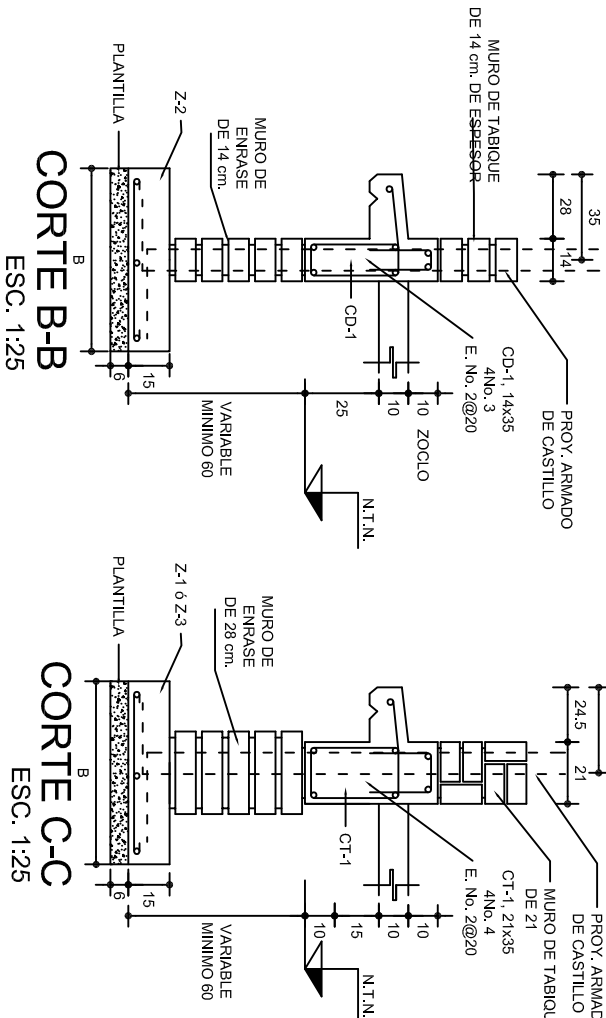 35
28
14
MURO DE TABIQUE
DE 14 cm. DE ESPESOR
PROY. ARMADO
DE CASTILLO
CD-1, 14x35
4No. 3
E. No. 2@20
CD-1
ZOCLO
10
10
25
N.T.N.
VARIABLE
MINIMO 60
MURO DE
ENRASE
DE 14 cm.
Z-2
PLANTILLA
15
6
B
CORTE B-B
ESC. 1:25
24.5
21
PROY. ARMAD
DE CASTILLO
MURO DE TABIQU
DE 21
CT-1, 21x35
4No. 4
E. No. 2@20
CT-1
10
10
15
10
N.T.N.
VARIABLE
MINIMO 60
MURO DE
ENRASE
DE 28 cm.
Z-1 ó Z-3
PLANTILLA
15
6
B
CORTE C-C
ESC. 1:25